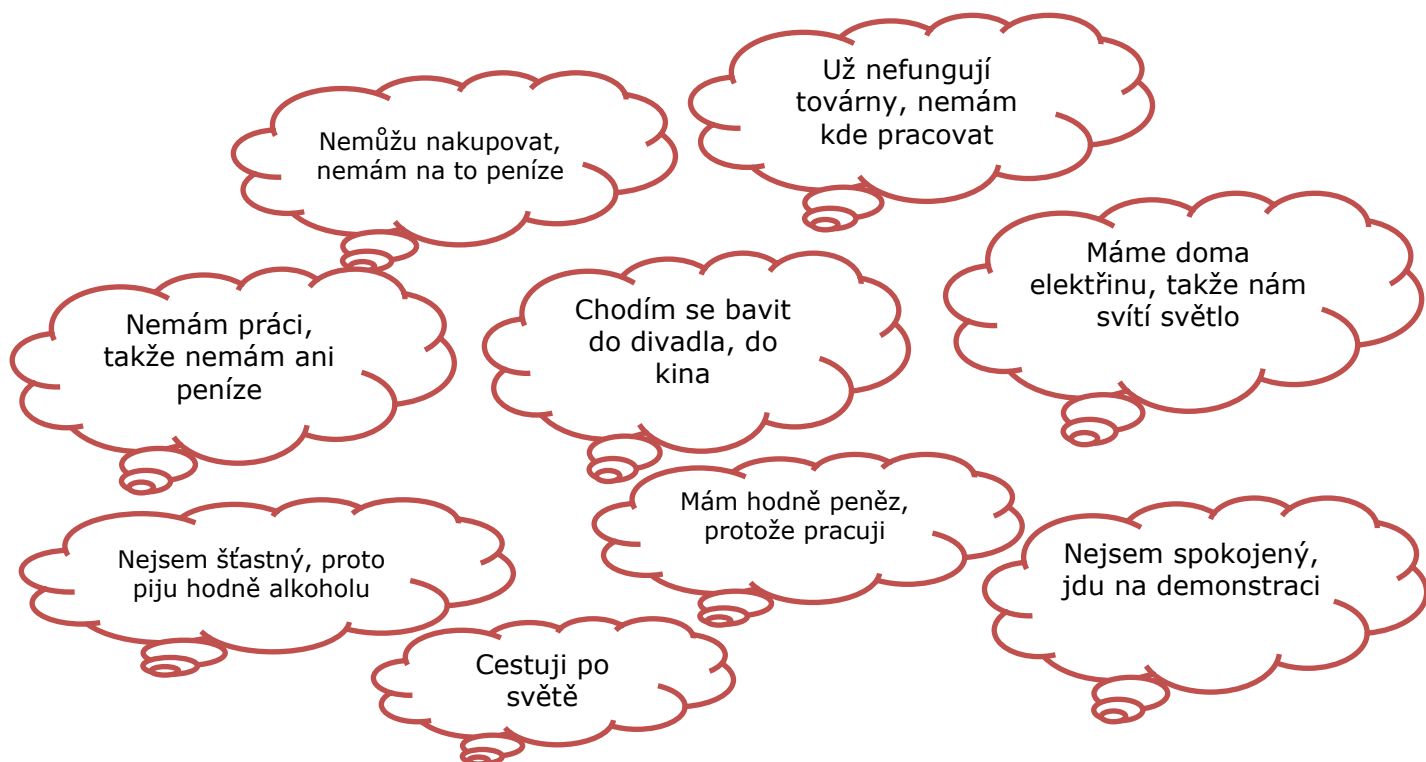 Už nefungují
továrny, nemám
kde pracovat
Nemůžu nakupovat,
nemám na to peníze
Máme doma
elektřinu, takže nám
svítí světlo
Nemám práci,
takže nemám ani
peníze
Chodím se bavit
do divadla, do
kina
Mám hodně peněz,
protože pracuji
Nejsem šťastný, proto
piju hodně alkoholu
Nejsem spokojený,
jdu na demonstraci
Cestuji po
světě